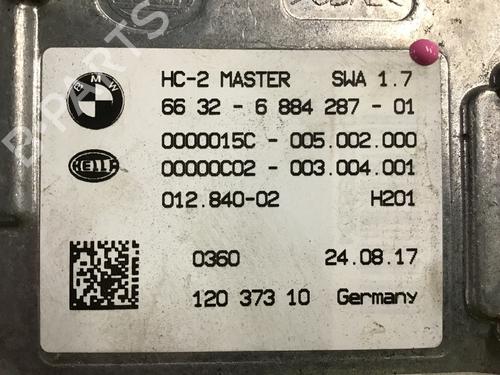 BMW HC-2 MASTER SWA 1.7
66 32 - 6 884 287 - 01
0000015C - 005.002.000
HELLA 00000C02 - 003.004.001
012.840-02 H201
0360 24.08.17
120 373 10 Germany
B-PARTS